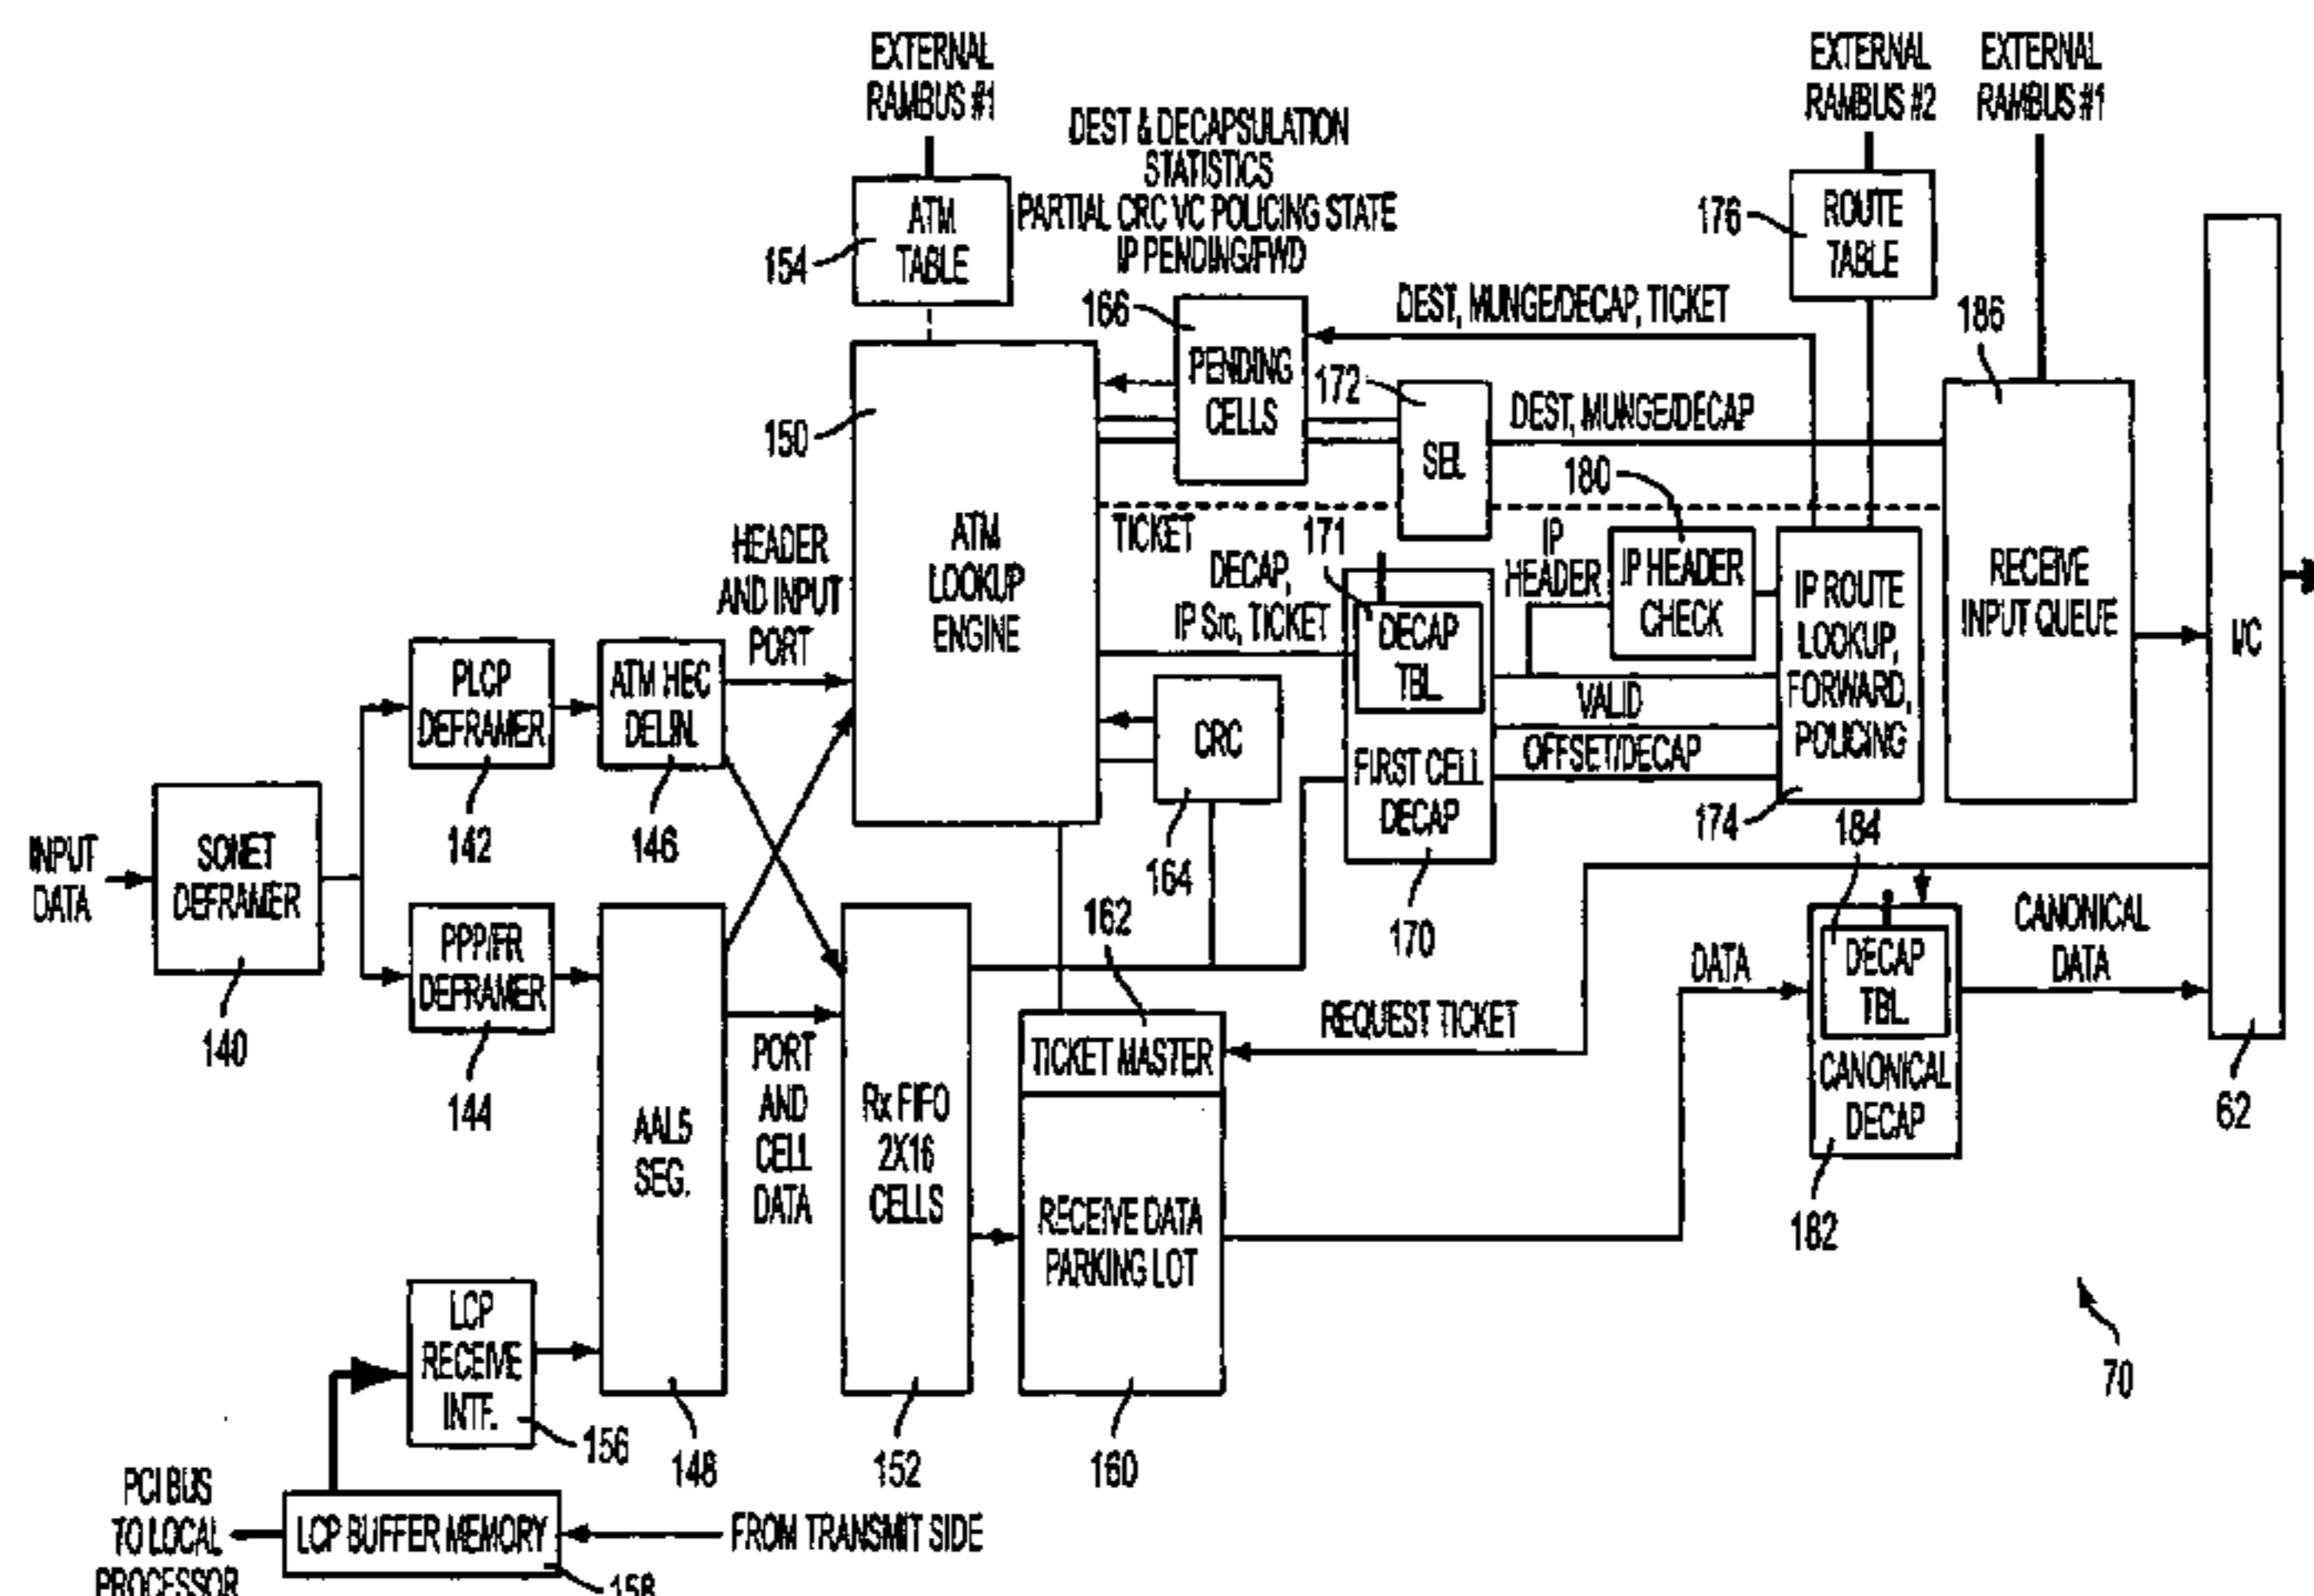 EXTERNAL
RAMBUS #1
EXTERNAL
RAMBUS #2
EXTERNAL
RAMBUS #1
DEST & DECAPSULATION
STATISTICS
PARTIAL CRC VC POLICING STATE
IP PENDING/FWD
ATM
TABLE
154
ROUTE
TABLE
176
166
PENDING
CELLS
DEST, MUNGE/DECAP, TICKET
186
172
SEL
DEST, MUNGE/DECAP
150
ATM
LOOKUP
ENGINE
TICKET
180
IP
HEADER
IP HEADER
CHECK
HEADER
AND INPUT
PORT
DECAP,
IP Src, TICKET
171
DECAP
TBL.
FIRST CELL
DECAP
170
VALID
OFFSET/DECAP
IP ROUTE
LOOKUP,
FORWARD,
POLICING
174
RECEIVE
INPUT QUEUE
I/C
62
PLCP
DEFRAMER
142
ATM HEC
DELIN.
146
CRC
164
INPUT
DATA
SONET
DEFRAMER
140
PPP/FR
DEFRAMER
144
AAL5
SEG.
148
PORT
AND
CELL
DATA
Rx FIFO
2X16
CELLS
152
162
TICKET MASTER
RECEIVE DATA
PARKING LOT
160
REQUEST TICKET
DATA
184
DECAP
TBL.
CANONICAL
DECAP
182
CANONICAL
DATA
70
LCP
RECEIVE
INTF.
156
PCI BUS
TO LOCAL
PROCESSOR
LCP BUFFER MEMORY
158
FROM TRANSMIT SIDE